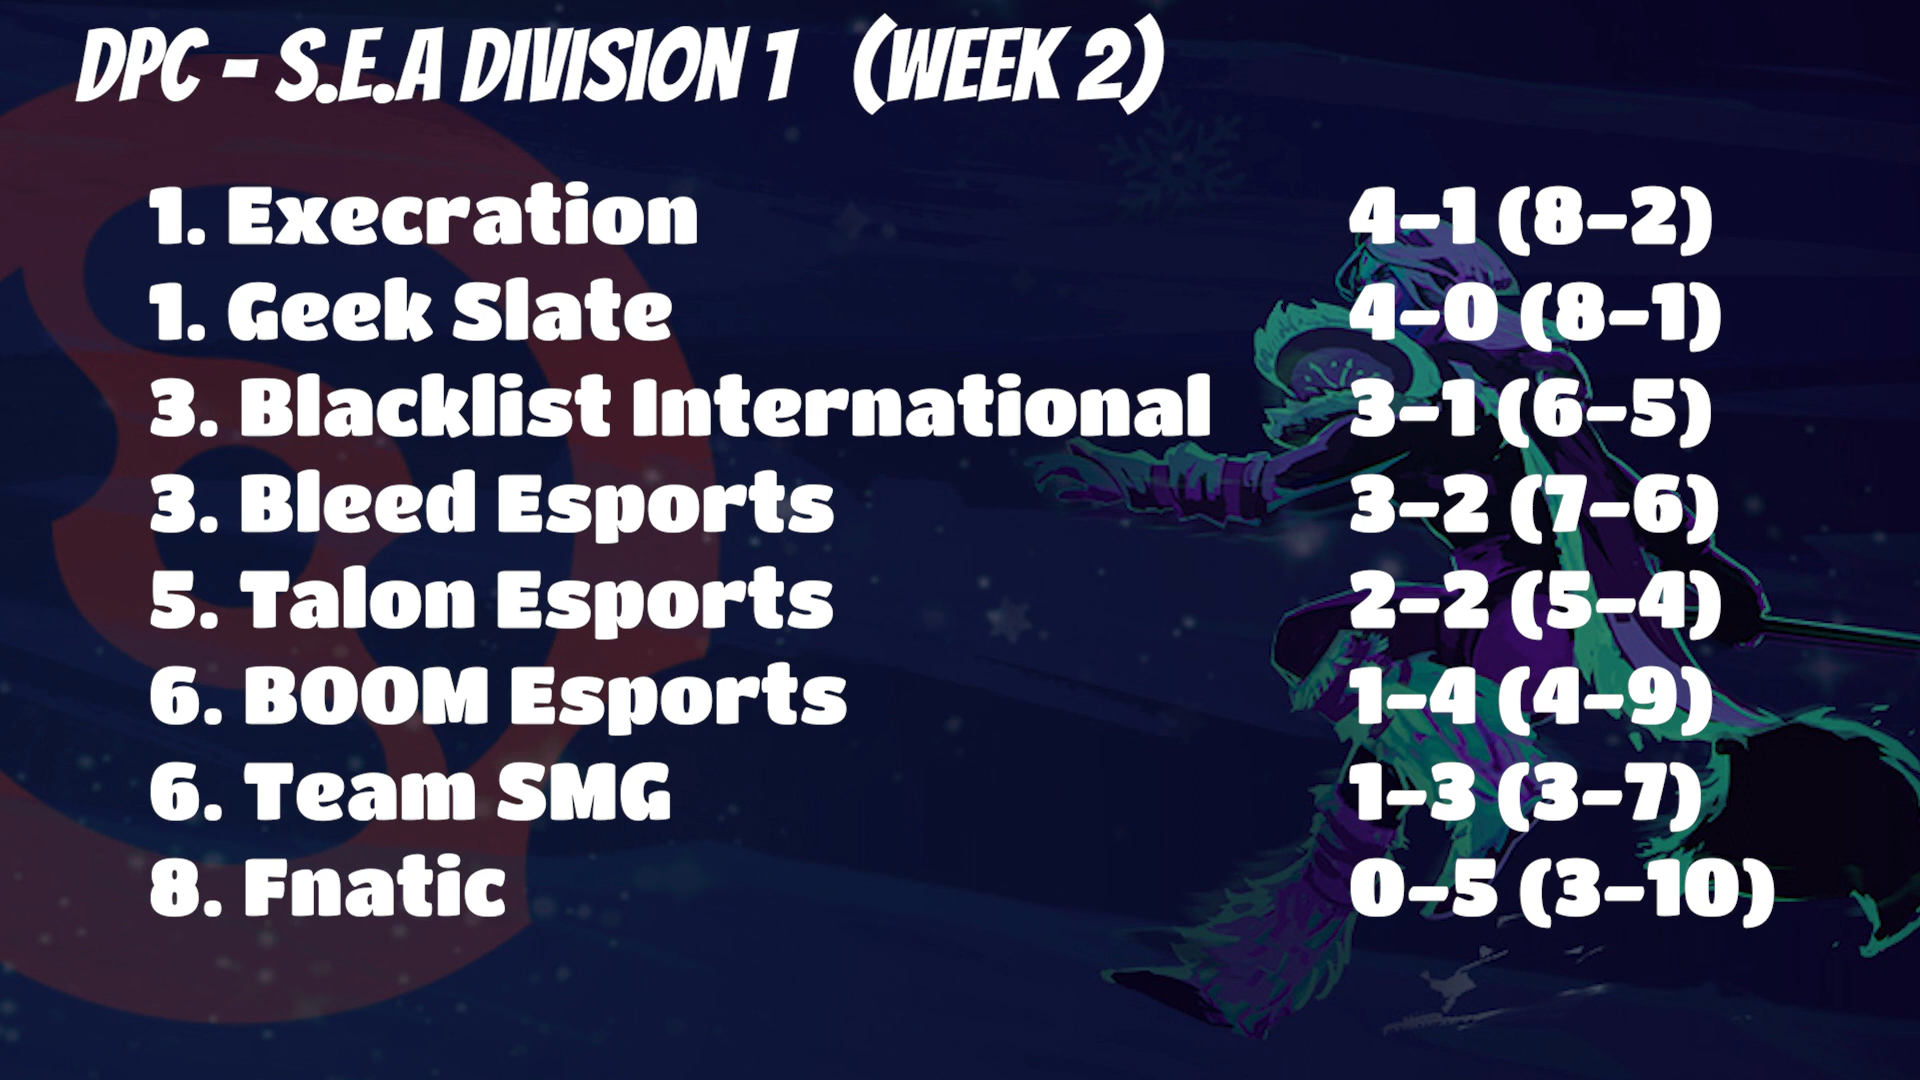 DPC - S.E.A DIVISION 1 (WEEK 2)
1. Execration 4-1 (8-2)
1. Geek Slate 4-0 (8-1)
3. Blacklist International 3-1 (6-5)
3. Bleed Esports 3-2 (7-6)
5. Talon Esports 2-2 (5-4)
6. BOOM Esports 1-4 (4-9)
6. Team SMG 1-3 (3-7)
8. Fnatic 0-5 (3-10)